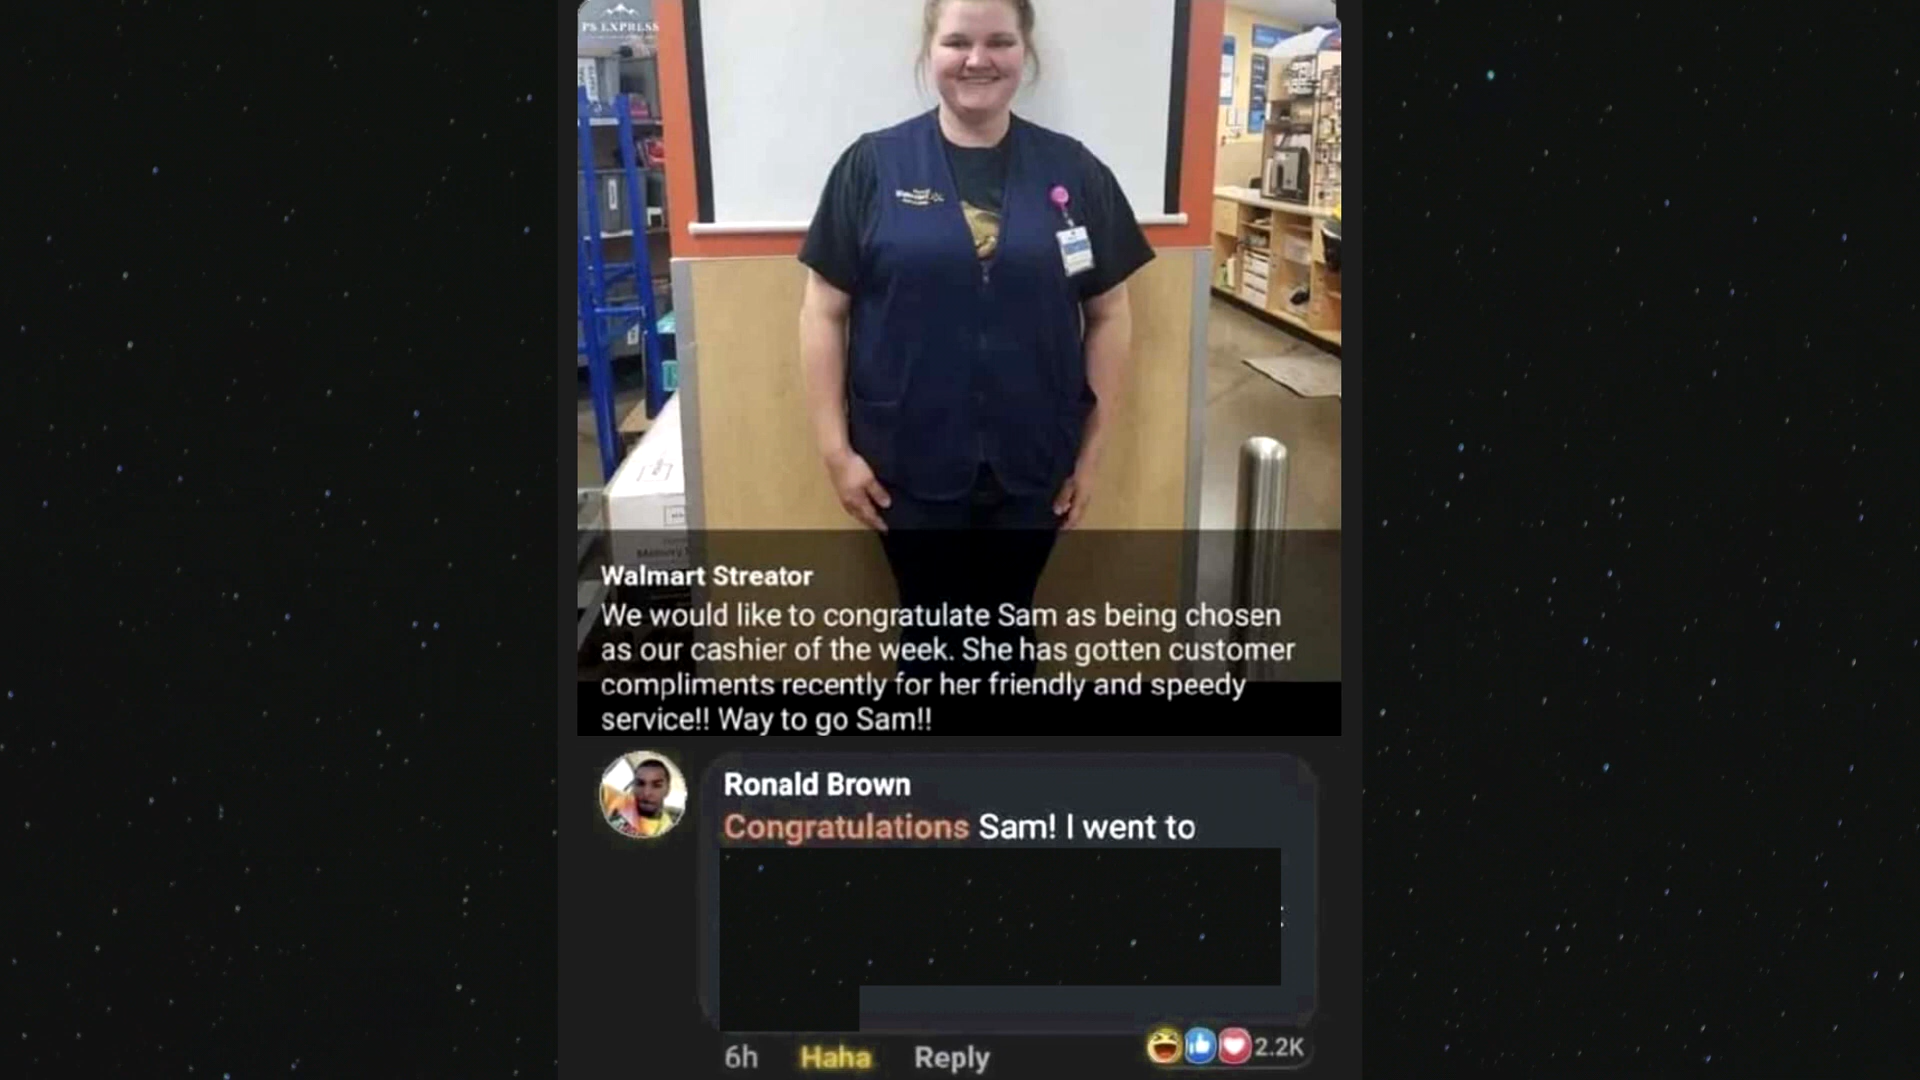 PS EXPRESS
Walmart Streator
We would like to congratulate Sam as being chosen
as our cashier of the week. She has gotten customer
compliments recently for her friendly and speedy
service!! Way to go Sam!!
Ronald Brown
Congratulations Sam! I went to
6h Haha Reply 2.2K